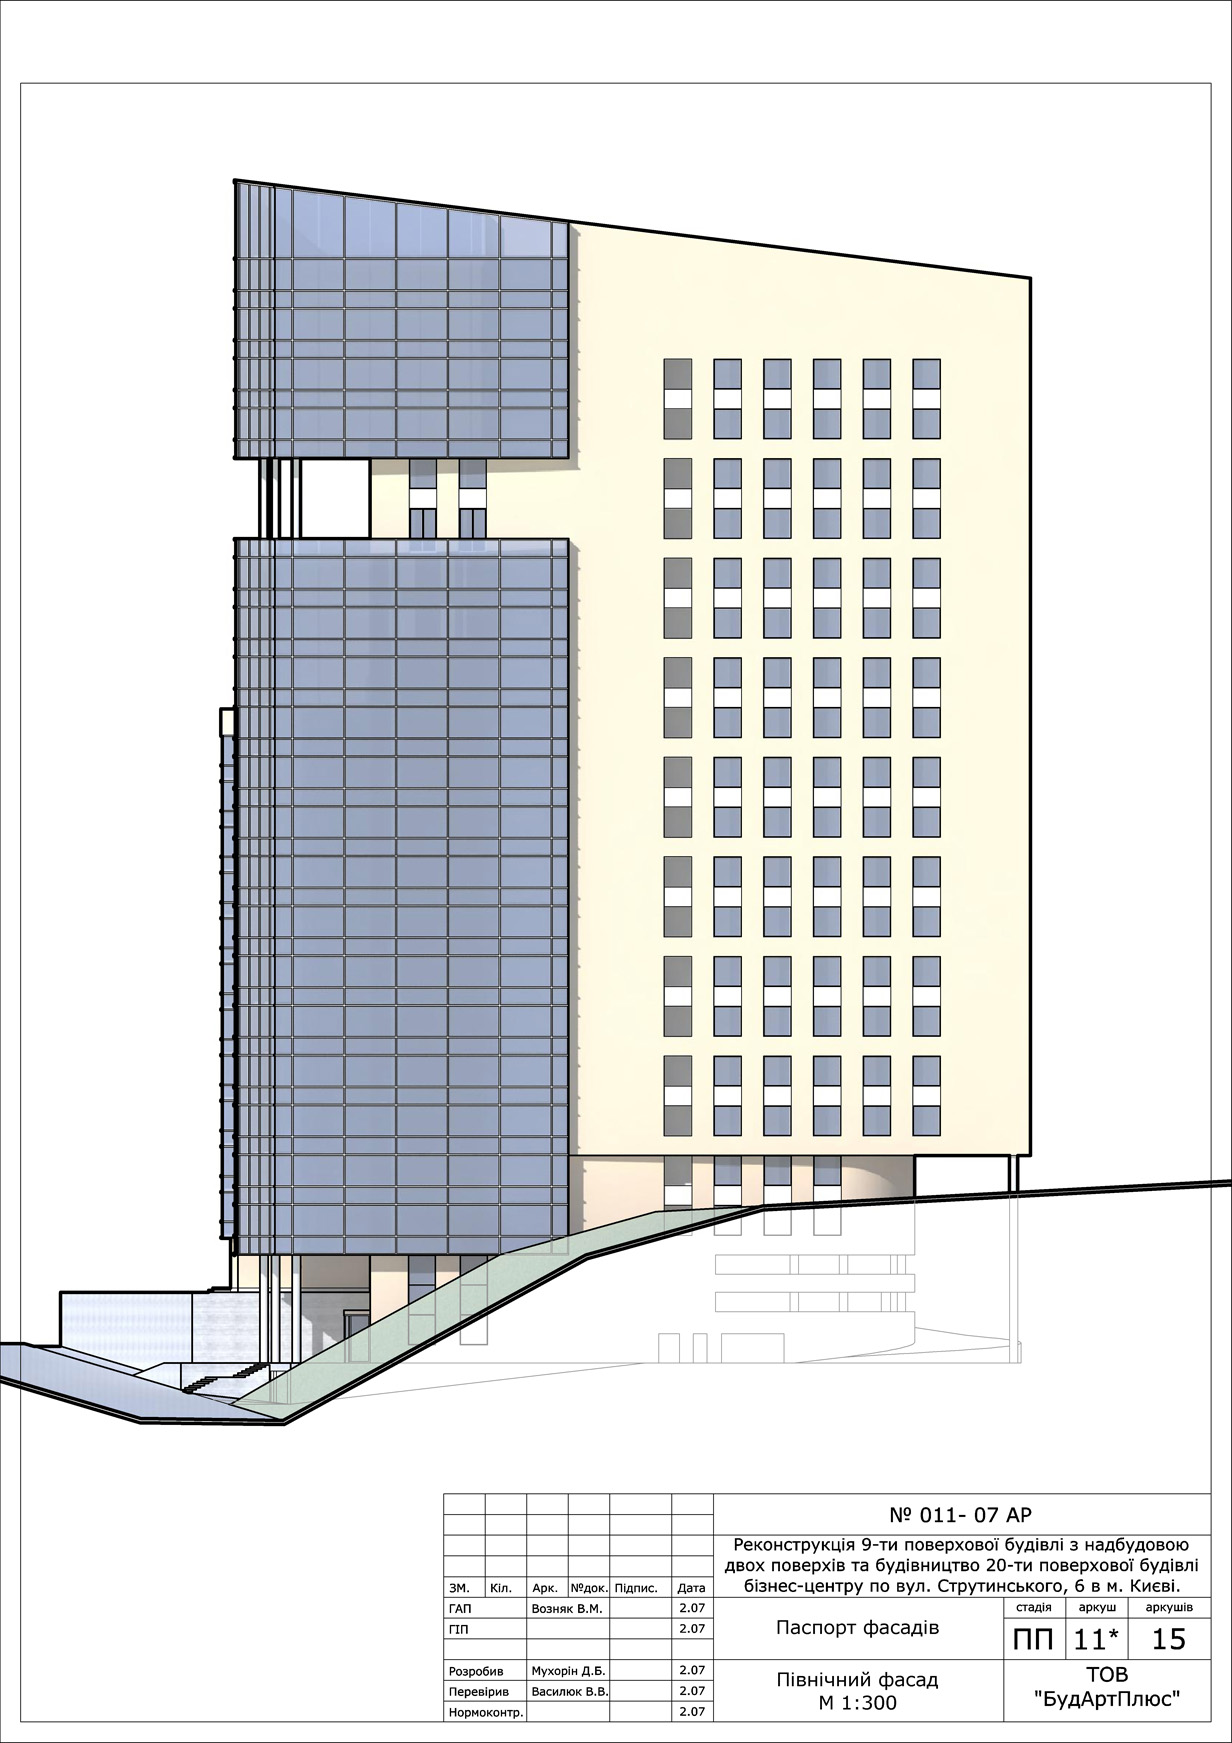 № 011- 07 АР
Реконструкція 9-ти поверхової будівлі з надбудовою
двох поверхів та будівництво 20-ти поверхової будівлі
бізнес-центру по вул. Струтинського, 6 в м. Києві.
ЗМ. Кіл. Арк. №док. Підпис. Дата
ГАП Возняк В.М. 2.07
ГІП 2.07
Розробив Мухорін Д.Б. 2.07
Перевірив Василюк В.В. 2.07
Нормоконтр. 2.07
Паспорт фасадів
стадія аркуш аркушів
ПП 11* 15
Північний фасад
М 1:300
ТОВ
"БудАртПлюс"